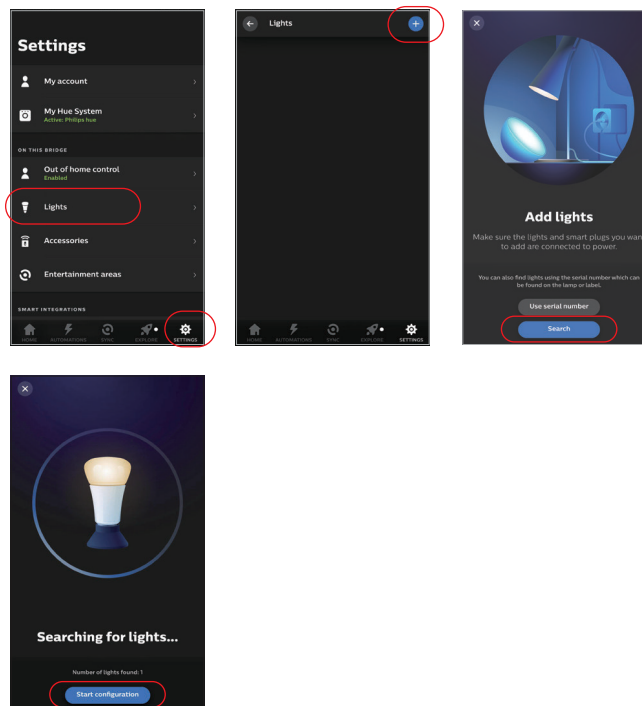 Settings
My account
My Hue System
Active: Philips hue
ON THIS BRIDGE
Out of home control
Enabled
Lights
Accessories
Entertainment areas
SMART INTEGRATIONS
HOME AUTOMATIONS SYNC EXPLORE SETTINGS
Lights
HOME AUTOMATIONS SYNC EXPLORE SETTINGS
Add lights
Make sure the lights and smart plugs you want
to add are connected to power.
You can also find lights using the serial number which can
be found on the lamp or label.
Use serial number
Search
Searching for lights...
Number of lights found: 1
Start configuration